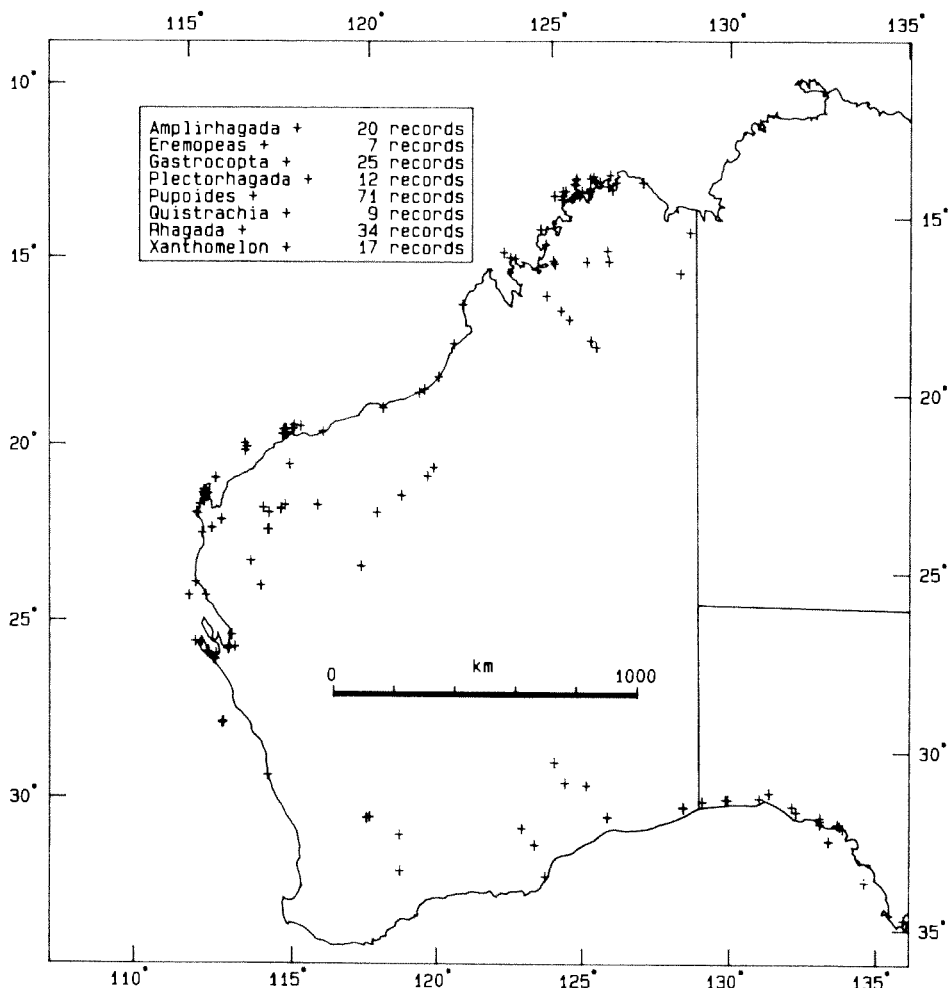 115° 120° 125° 130° 135°
10°
Amplirhagada + 20 records
Eremopeas + 7 records
Gastrocopta + 25 records
Plectorhagada + 12 records
Pupoides + 71 records
Quistrachia + 9 records
Rhagada + 34 records
Xanthomelon + 17 records
15°
15°
20°
20°
25°
25°
km
0 1000
30°
30°
35°
110° 115° 120° 125° 130° 135°